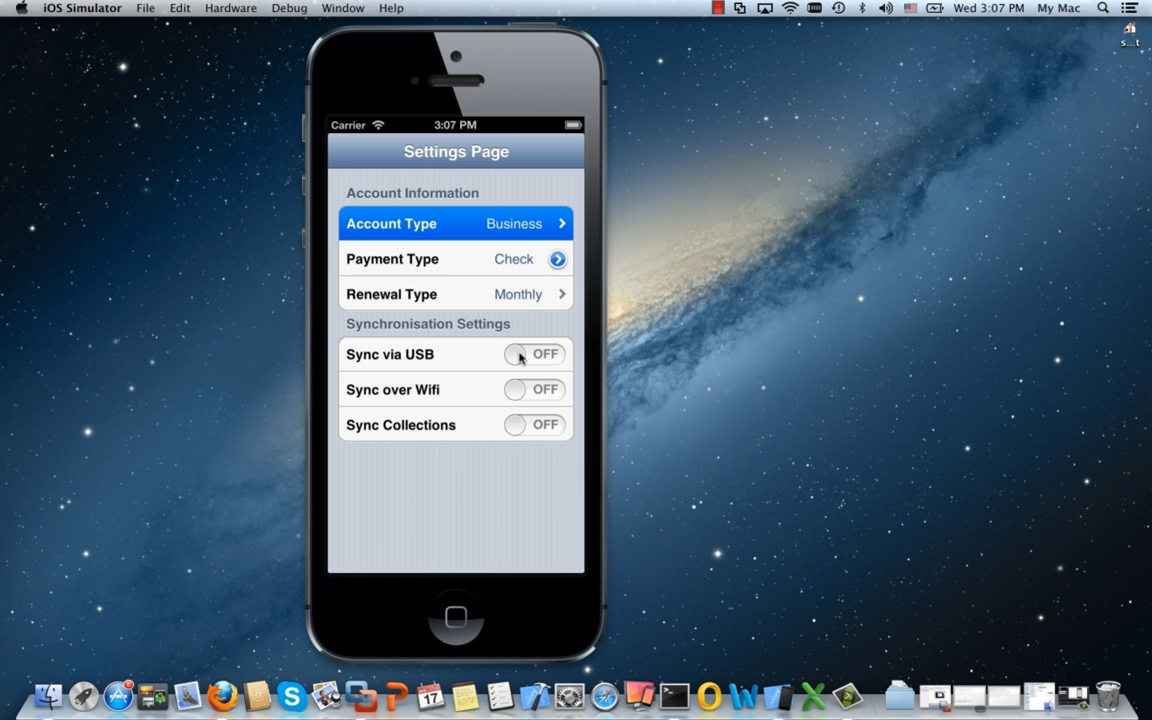 iOS Simulator File Edit Hardware Debug Window Help Wed 3:07 PM My Mac
s...t
Carrier 3:07 PM
Settings Page
Account Information
Account Type Business
Payment Type Check
Renewal Type Monthly
Synchronisation Settings
Sync via USB OFF
Sync over Wifi OFF
Sync Collections OFF
17